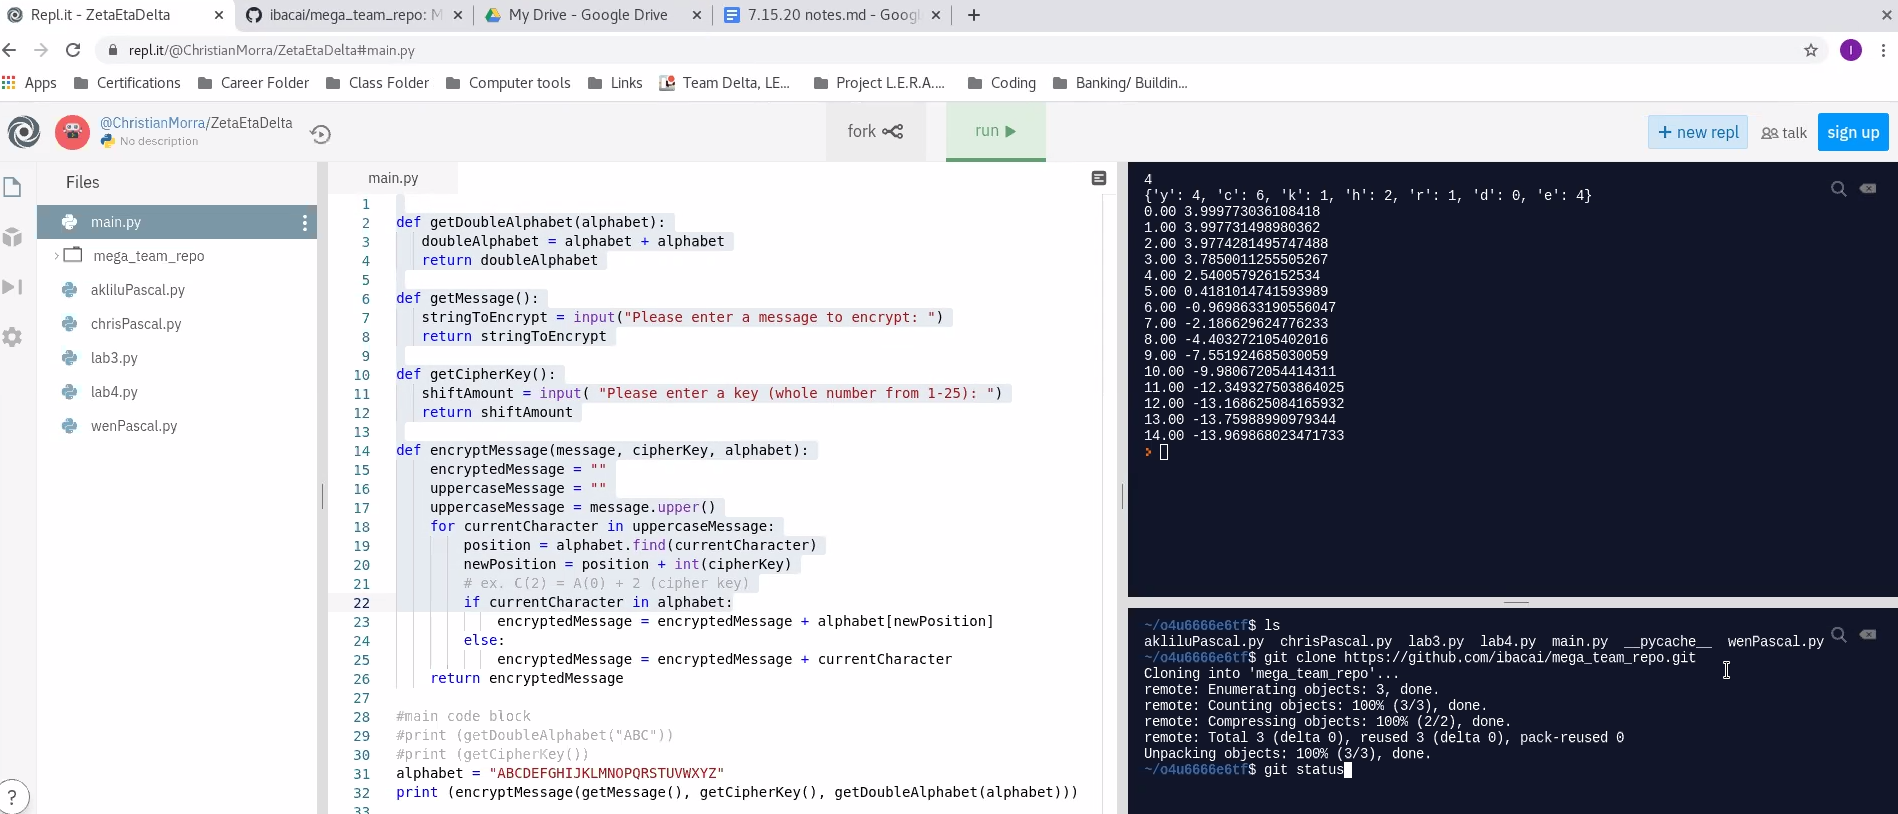 Repl.it - ZetaEtaDelta
ibacai/mega_team_repo: M
My Drive - Google Drive
7.15.20 notes.md - Googl
repl.it/@ChristianMorra/ZetaEtaDelta#main.py
I
Apps
Certifications
Career Folder
Class Folder
Computer tools
Links
Team Delta, LE...
Project L.E.R.A....
Coding
Banking/ Buildin...
@ChristianMorra/ZetaEtaDelta
No description
fork
run
+ new repl
talk
sign up
Files
main.py
mega_team_repo
akliluPascal.py
chrisPascal.py
lab3.py
lab4.py
wenPascal.py
?
main.py
1
2 def getDoubleAlphabet(alphabet):
3 doubleAlphabet = alphabet + alphabet
4 return doubleAlphabet
5
6 def getMessage():
7 stringToEncrypt = input("Please enter a message to encrypt: ")
8 return stringToEncrypt
9
10 def getCipherKey():
11 shiftAmount = input( "Please enter a key (whole number from 1-25): ")
12 return shiftAmount
13
14 def encryptMessage(message, cipherKey, alphabet):
15 encryptedMessage = ""
16 uppercaseMessage = ""
17 uppercaseMessage = message.upper()
18 for currentCharacter in uppercaseMessage:
19 position = alphabet.find(currentCharacter)
20 newPosition = position + int(cipherKey)
21 # ex. C(2) = A(0) + 2 (cipher key)
22 if currentCharacter in alphabet:
23 encryptedMessage = encryptedMessage + alphabet[newPosition]
24 else:
25 encryptedMessage = encryptedMessage + currentCharacter
26 return encryptedMessage
27
28 #main code block
29 #print (getDoubleAlphabet("ABC"))
30 #print (getCipherKey())
31 alphabet = "ABCDEFGHIJKLMNOPQRSTUVWXYZ"
32 print (encryptMessage(getMessage(), getCipherKey(), getDoubleAlphabet(alphabet)))
33
4
{'y': 4, 'c': 6, 'k': 1, 'h': 2, 'r': 1, 'd': 0, 'e': 4}
0.00 3.999773036108418
1.00 3.997731498980362
2.00 3.9774281495747488
3.00 3.7850011255505267
4.00 2.540057926152534
5.00 0.4181014741593989
6.00 -0.9698633190556047
7.00 -2.186629624776233
8.00 -4.403272105402016
9.00 -7.551924685030059
10.00 -9.980672054414311
11.00 -12.349327503864025
12.00 -13.168625084165932
13.00 -13.75988990979344
14.00 -13.969868023471733
~/o4u6666e6tf$ ls
akliluPascal.py chrisPascal.py lab3.py lab4.py main.py __pycache__ wenPascal.py
~/o4u6666e6tf$ git clone https://github.com/ibacai/mega_team_repo.git
Cloning into 'mega_team_repo'...
remote: Enumerating objects: 3, done.
remote: Counting objects: 100% (3/3), done.
remote: Compressing objects: 100% (2/2), done.
remote: Total 3 (delta 0), reused 3 (delta 0), pack-reused 0
Unpacking objects: 100% (3/3), done.
~/o4u6666e6tf$ git status